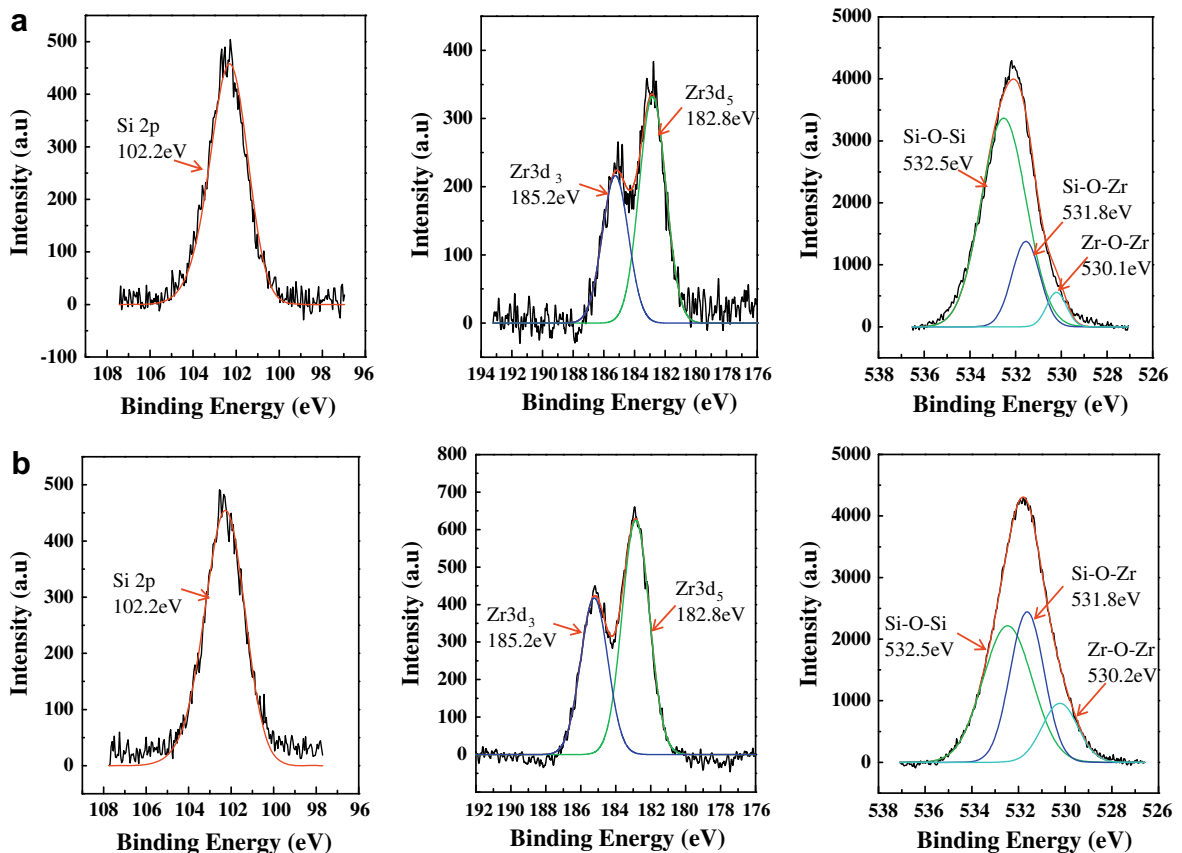 a
500
400
300
200
100
0
-100
Si 2p
102.2eV
108 106 104 102 100 98 96
Intensity (a.u)
Binding Energy (eV)
400
300
200
100
0
Zr3d5
182.8eV
Zr3d3
185.2eV
194 192 190 188 186 184 182 180 178 176
Intensity (a.u)
Binding Energy (eV)
5000
4000
3000
2000
1000
0
Si-O-Si
532.5eV
Si-O-Zr
531.8eV
Zr-O-Zr
530.1eV
538 536 534 532 530 528 526
Intensity (a.u)
Binding Energy (eV)
b
500
400
300
200
100
0
Si 2p
102.2eV
108 106 104 102 100 98 96
Intensity (a.u)
Binding Energy (eV)
800
700
600
500
400
300
200
100
0
-100
Zr3d3
185.2eV
Zr3d5
182.8eV
192 190 188 186 184 182 180 178 176
Intensity (a.u)
Binding Energy (eV)
5000
4000
3000
2000
1000
0
Si-O-Si
532.5eV
Si-O-Zr
531.8eV
Zr-O-Zr
530.2eV
538 536 534 532 530 528 526
Intensity (a.u)
Binding Energy (eV)